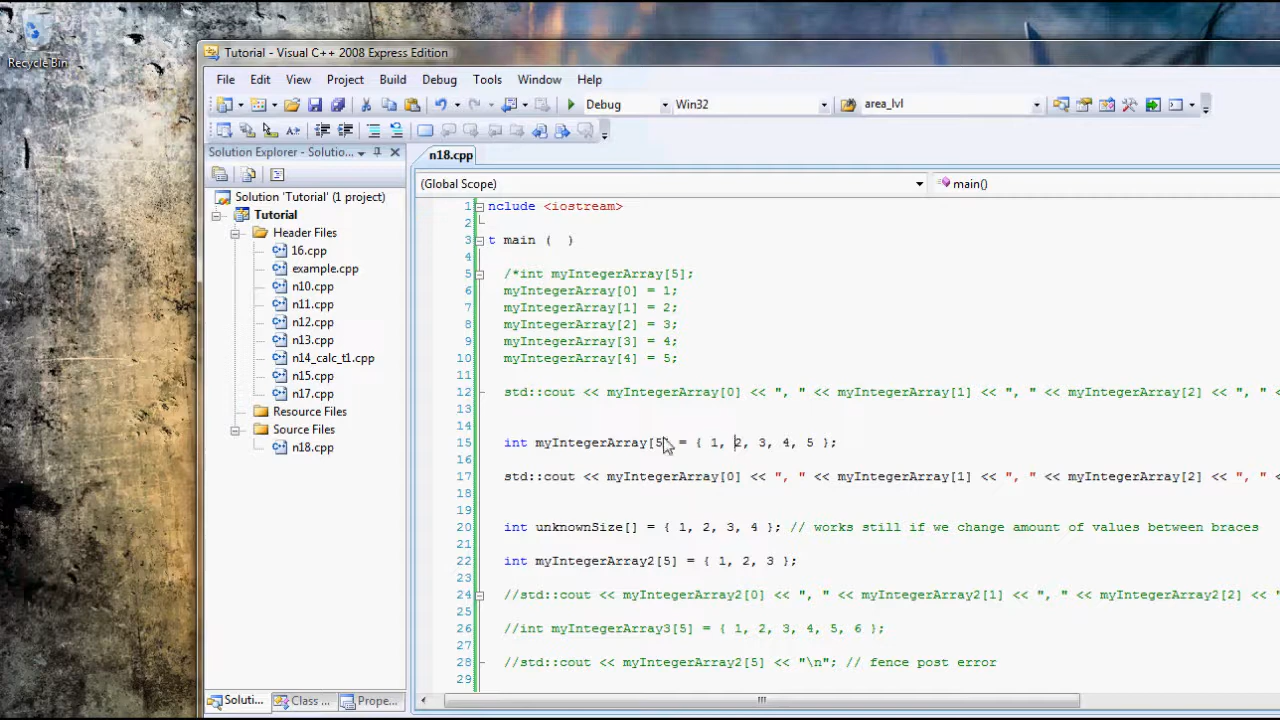 Recycle Bin
Tutorial - Visual C++ 2008 Express Edition
File Edit View Project Build Debug Tools Window Help
Debug Win32 area_lvl
Solution Explorer - Solutio...
n18.cpp
(Global Scope) main()
Solution 'Tutorial' (1 project)
Tutorial
Header Files
16.cpp
example.cpp
n10.cpp
n11.cpp
n12.cpp
n13.cpp
n14_calc_t1.cpp
n15.cpp
n17.cpp
Resource Files
Source Files
n18.cpp
Soluti... Class ... Prope...
1 nclude <iostream>
2
3 t main ( )
4
5 /*int myIntegerArray[5];
6 myIntegerArray[0] = 1;
7 myIntegerArray[1] = 2;
8 myIntegerArray[2] = 3;
9 myIntegerArray[3] = 4;
10 myIntegerArray[4] = 5;
11
12 std::cout << myIntegerArray[0] << ", " << myIntegerArray[1] << ", " << myIntegerArray[2] << ", "
13
14
15 int myIntegerArray[5] = { 1, 2, 3, 4, 5 };
16
17 std::cout << myIntegerArray[0] << ", " << myIntegerArray[1] << ", " << myIntegerArray[2] << ", "
18
19
20 int unknownSize[] = { 1, 2, 3, 4 }; // works still if we change amount of values between braces
21
22 int myIntegerArray2[5] = { 1, 2, 3 };
23
24 //std::cout << myIntegerArray2[0] << ", " << myIntegerArray2[1] << ", " << myIntegerArray2[2] << "
25
26 //int myIntegerArray3[5] = { 1, 2, 3, 4, 5, 6 };
27
28 //std::cout << myIntegerArray2[5] << "\n"; // fence post error
29